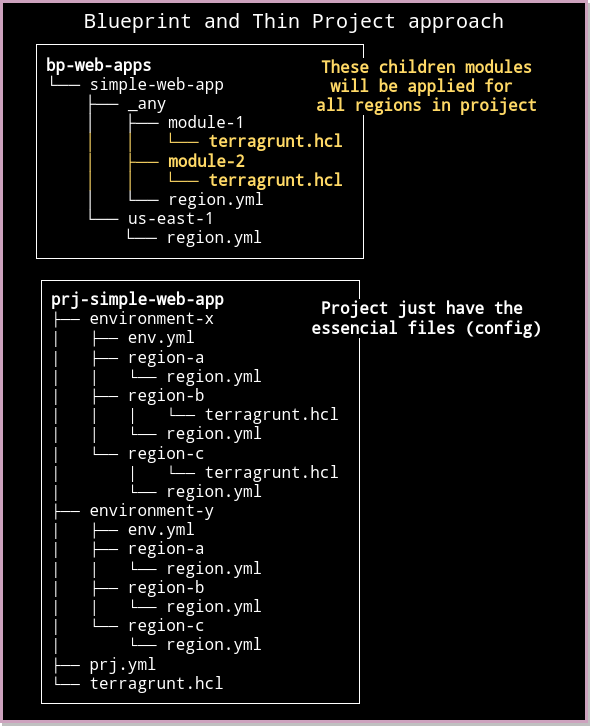 Blueprint and Thin Project approach
bp-web-apps
└── simple-web-app
    ├── _any
    │   ├── module-1
    │   │   └── terragrunt.hcl
    │   ├── module-2
    │   │   └── terragrunt.hcl
    │   └── region.yml
    └── us-east-1
        └── region.yml
These children modules
will be applied for
all regions in proiject
prj-simple-web-app
├── environment-x
│   ├── env.yml
│   ├── region-a
│   │   └── region.yml
│   ├── region-b
│   │   │   └── terragrunt.hcl
│   │   └── region.yml
│   └── region-c
│       │   └── terragrunt.hcl
│       └── region.yml
├── environment-y
│   ├── env.yml
│   ├── region-a
│   │   └── region.yml
│   ├── region-b
│   │   └── region.yml
│   └── region-c
│       └── region.yml
├── prj.yml
└── terragrunt.hcl
Project just have the
essencial files (config)